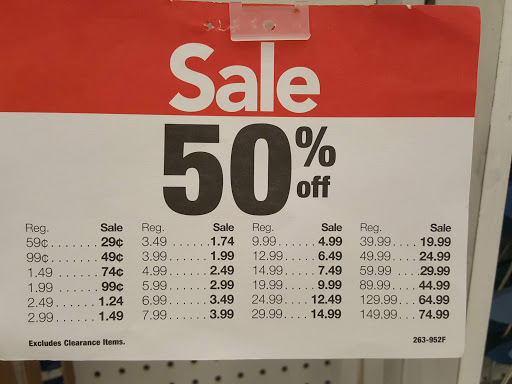 Sale
50% off
Reg. Sale Reg. Sale Reg. Sale Reg. Sale
59¢.......29¢ 3.49......1.74 9.99......4.99 39.99....19.99
99¢.......49¢ 3.99......1.99 12.99......6.49 49.99....24.99
1.49.......74¢ 4.99......2.49 14.99......7.49 59.99....29.99
1.99.......99¢ 5.99......2.99 19.99......9.99 89.99....44.99
2.49......1.24 6.99......3.49 24.99....12.49 129.99....64.99
2.99......1.49 7.99......3.99 29.99....14.99 149.99....74.99
Excludes Clearance Items. 263-952F